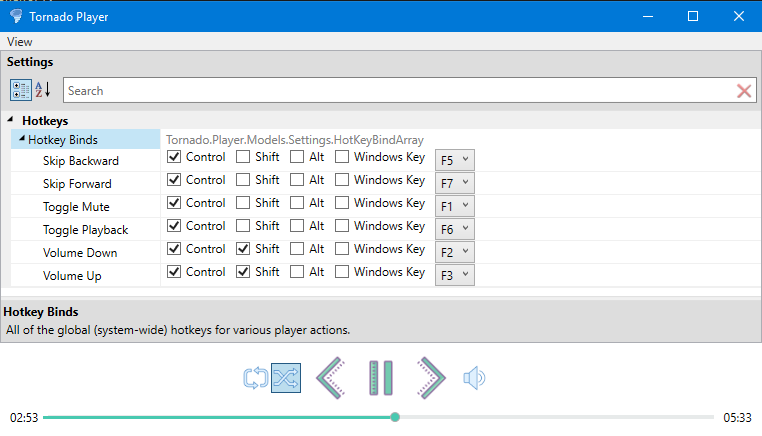 Tornado Player
View
Settings
A
Z
Search
Hotkeys
Hotkey Binds Tornado.Player.Models.Settings.HotKeyBindArray
Skip Backward Control Shift Alt Windows Key F5
Skip Forward Control Shift Alt Windows Key F7
Toggle Mute Control Shift Alt Windows Key F1
Toggle Playback Control Shift Alt Windows Key F6
Volume Down Control Shift Alt Windows Key F2
Volume Up Control Shift Alt Windows Key F3
Hotkey Binds
All of the global (system-wide) hotkeys for various player actions.
02:53 05:33